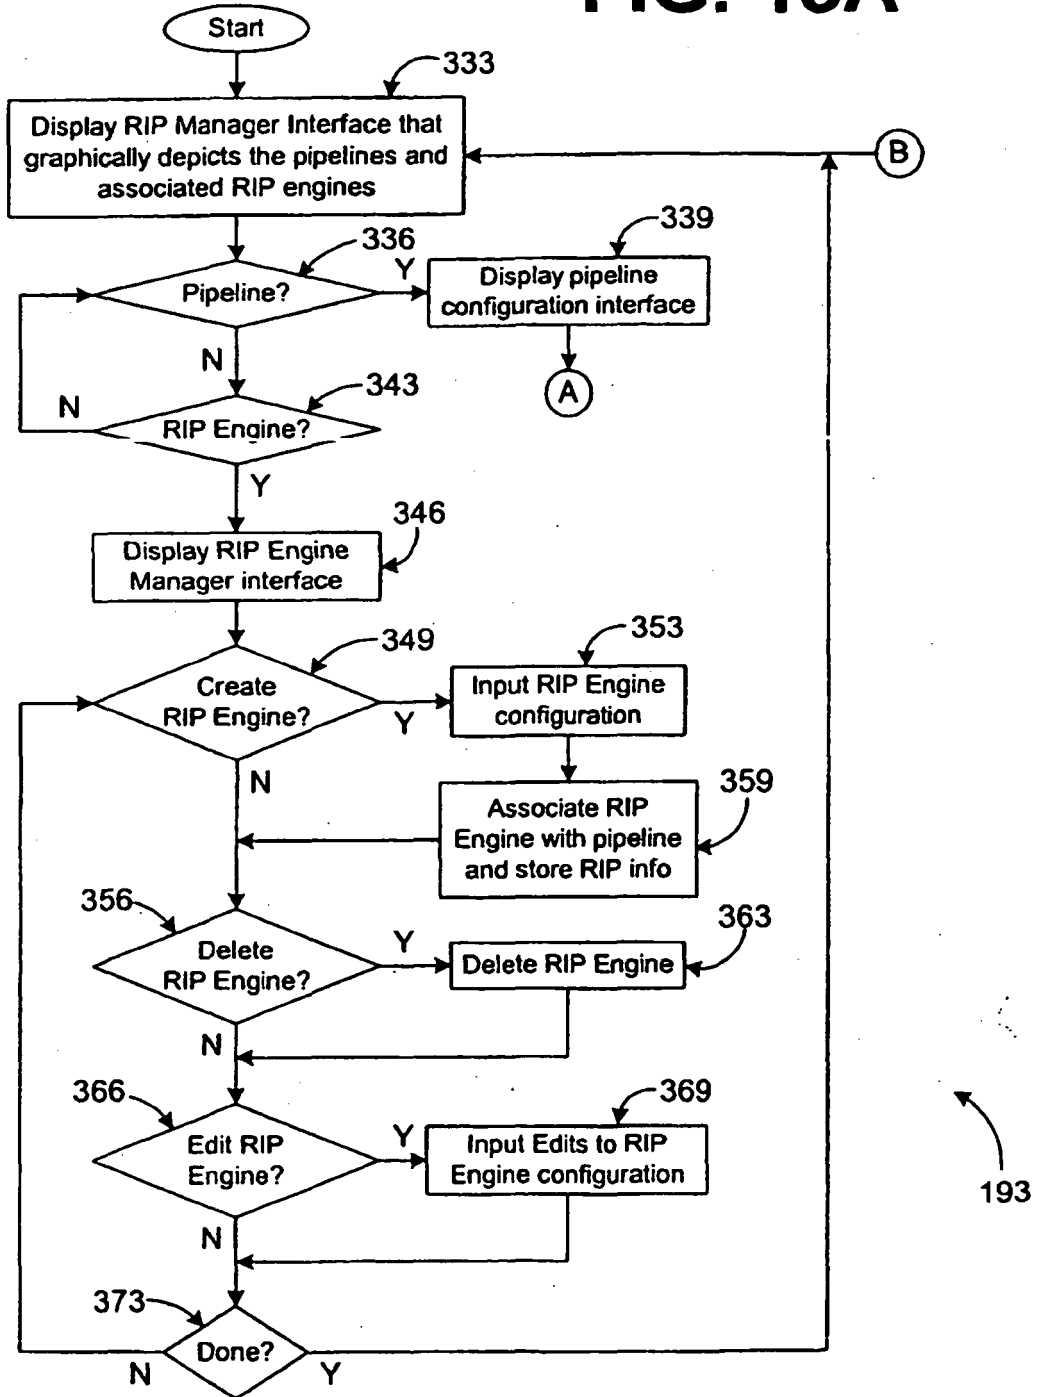 Start
333
Display RIP Manager Interface that
graphically depicts the pipelines and
associated RIP engines
B
336
339
Pipeline?
Y
Display pipeline
configuration interface
N
A
343
N
RIP Engine?
Y
346
Display RIP Engine
Manager interface
349
353
Create
RIP Engine?
Y
Input RIP Engine
configuration
N
359
Associate RIP
Engine with pipeline
and store RIP info
356
363
Delete
RIP Engine?
Y
Delete RIP Engine
N
366
369
Edit RIP
Engine?
Y
Input Edits to RIP
Engine configuration
193
N
373
Done?
N
Y